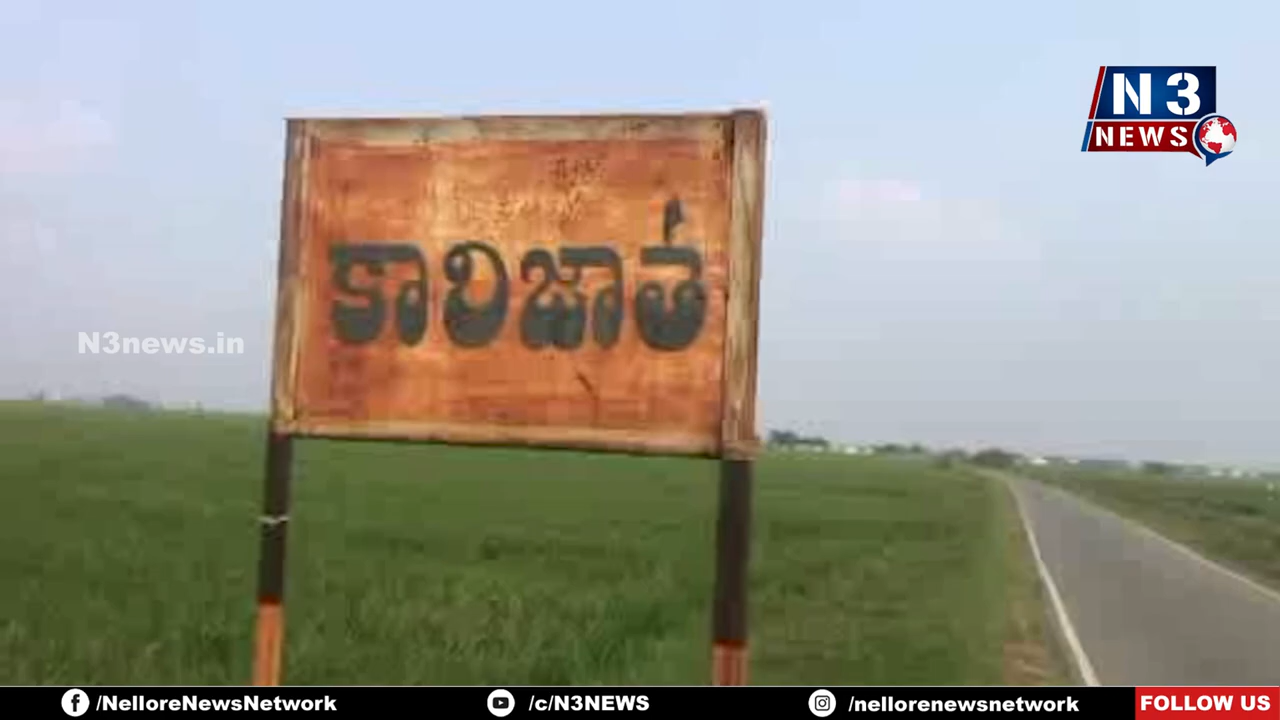 N3
NEWS
కారిజాత
N3news.in
/NelloreNewsNetwork
/c/N3NEWS
/nellorenewsnetwork
FOLLOW US